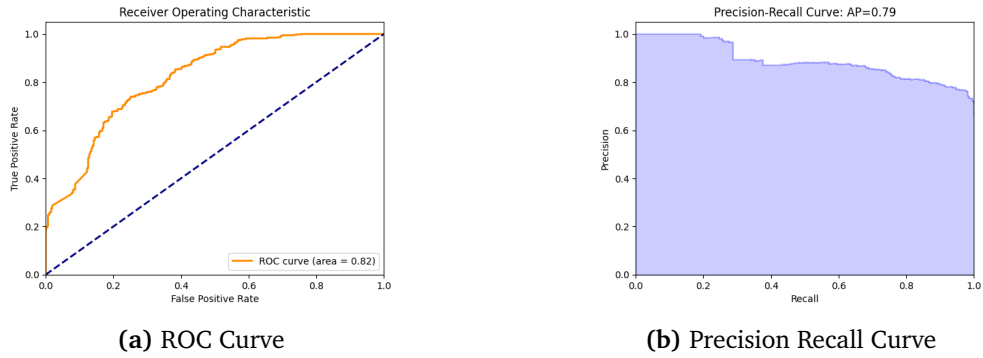 Receiver Operating Characteristic
1.0
0.8
0.6
0.4
0.2
0.0
True Positive Rate
ROC curve (area = 0.82)
0.0 0.2 0.4 0.6 0.8 1.0
False Positive Rate
(a) ROC Curve
Precision-Recall Curve: AP=0.79
1.0
0.8
0.6
0.4
0.2
0.0
Precision
0.0 0.2 0.4 0.6 0.8 1.0
Recall
(b) Precision Recall Curve